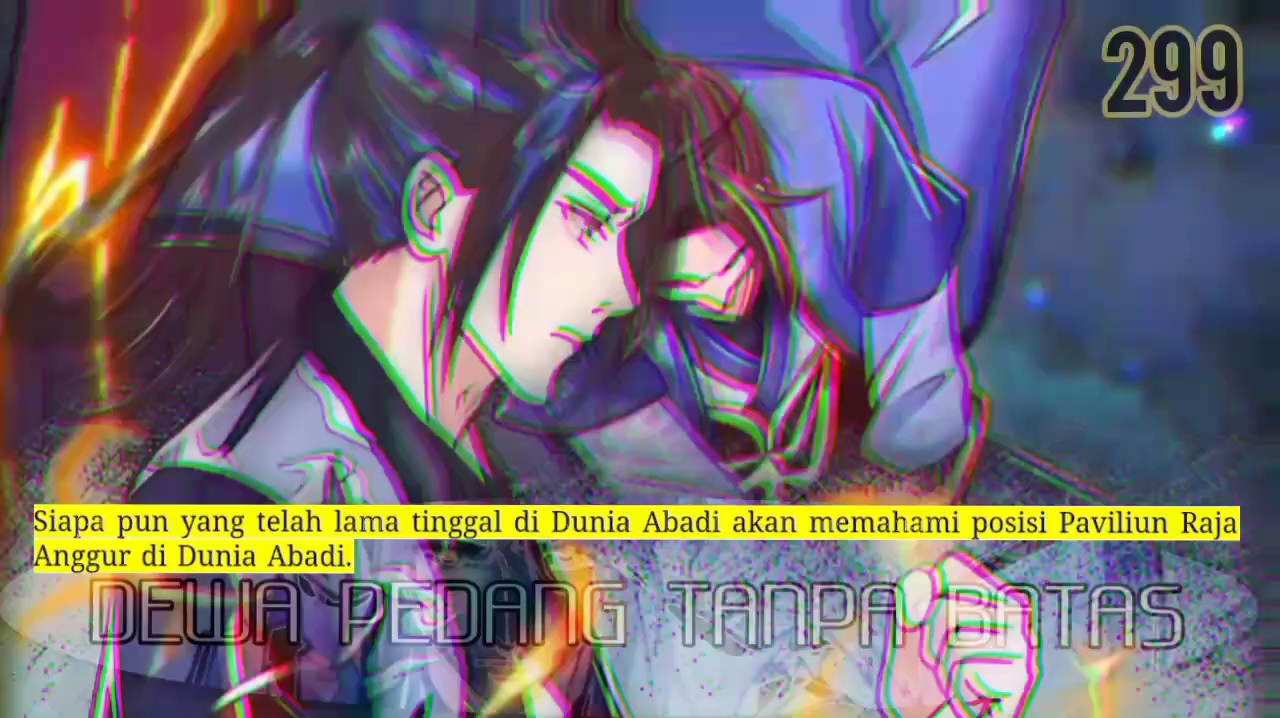 299
Siapa pun yang telah lama tinggal di Dunia Abadi akan memahami posisi Paviliun Raja
Anggur di Dunia Abadi.
DEWA PEDANG TANPA BATAS